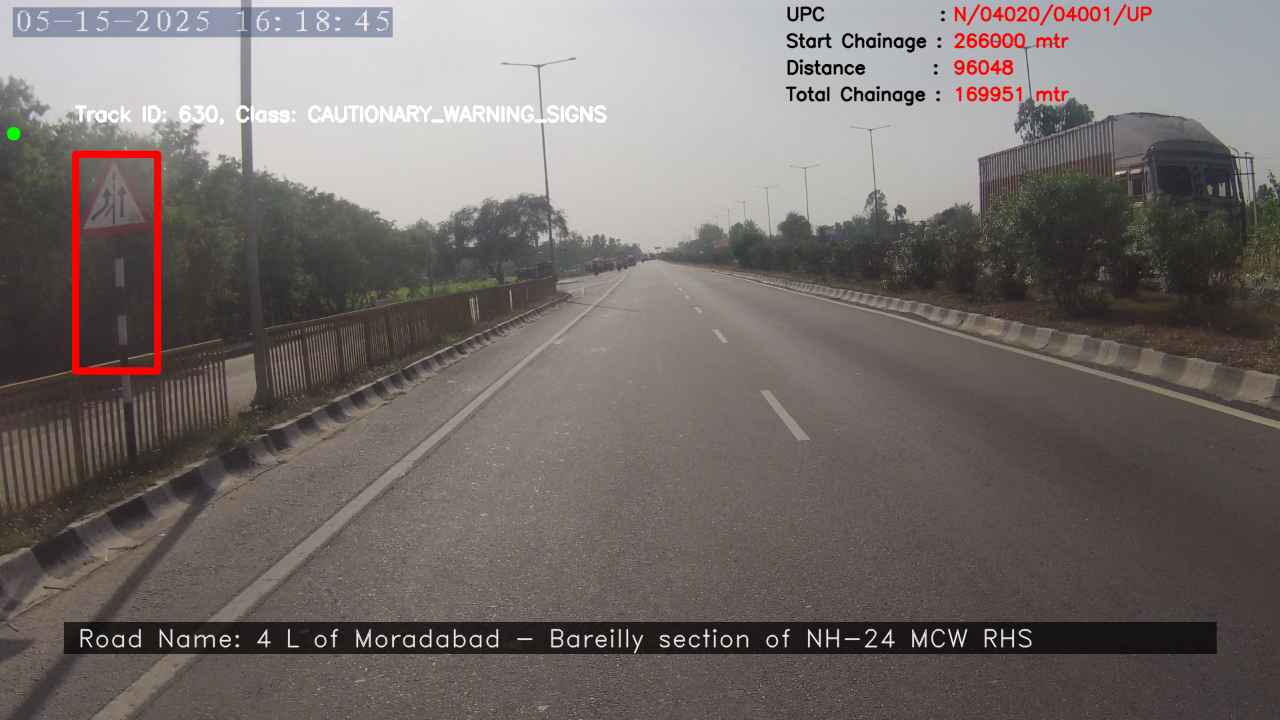 05-15-2025 16:18:45
UPC : N/04020/04001/UP
Start Chainage : 266000 mtr
Distance : 96048
Total Chainage : 169951 mtr
Track ID: 630, Class: CAUTIONARY_WARNING_SIGNS
Road Name: 4 L of Moradabad - Bareilly section of NH-24 MCW RHS